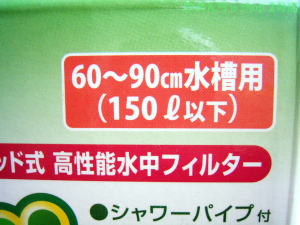 60～90cm水槽用
(150ℓ以下)
ッド式 高性能水中フィルター
●シャワーパイプ付